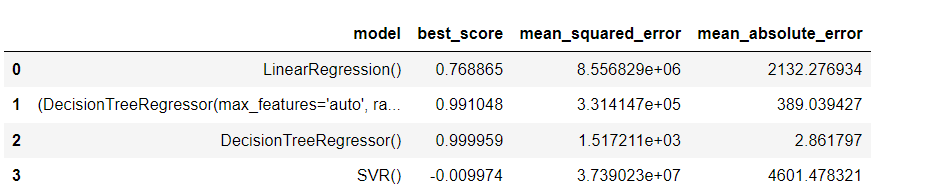 model best_score mean_squared_error mean_absolute_error
0 LinearRegression() 0.768865 8.556829e+06 2132.276934
1 (DecisionTreeRegressor(max_features='auto', ra... 0.991048 3.314147e+05 389.039427
2 DecisionTreeRegressor() 0.999959 1.517211e+03 2.861797
3 SVR() -0.009974 3.739023e+07 4601.478321